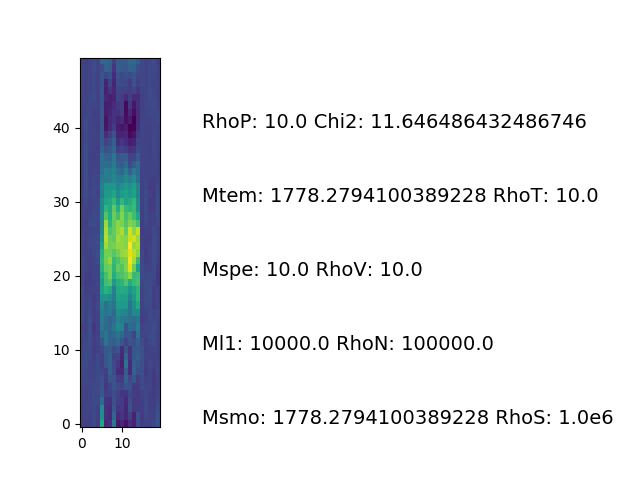 40
30
20
10
0
0 10
RhoP: 10.0 Chi2: 11.646486432486746
Mtem: 1778.2794100389228 RhoT: 10.0
Mspe: 10.0 RhoV: 10.0
Ml1: 10000.0 RhoN: 100000.0
Msmo: 1778.2794100389228 RhoS: 1.0e6